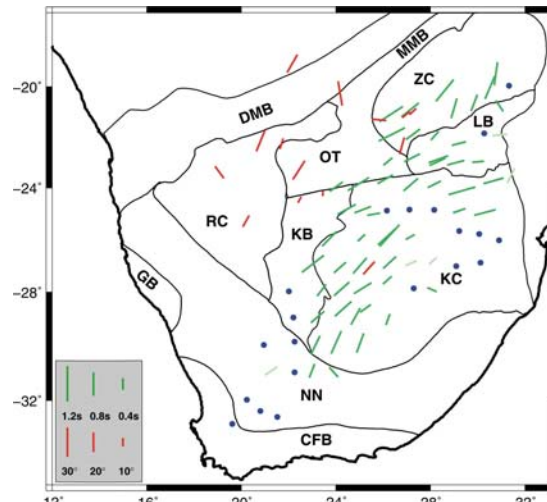 −20°
−24°
−28°
−32°
12°
16°
20°
24°
28°
32°
DMB
MMB
ZC
LB
OT
RC
KB
GB
KC
NN
CFB
1.2s 0.8s 0.4s
30° 20° 10°